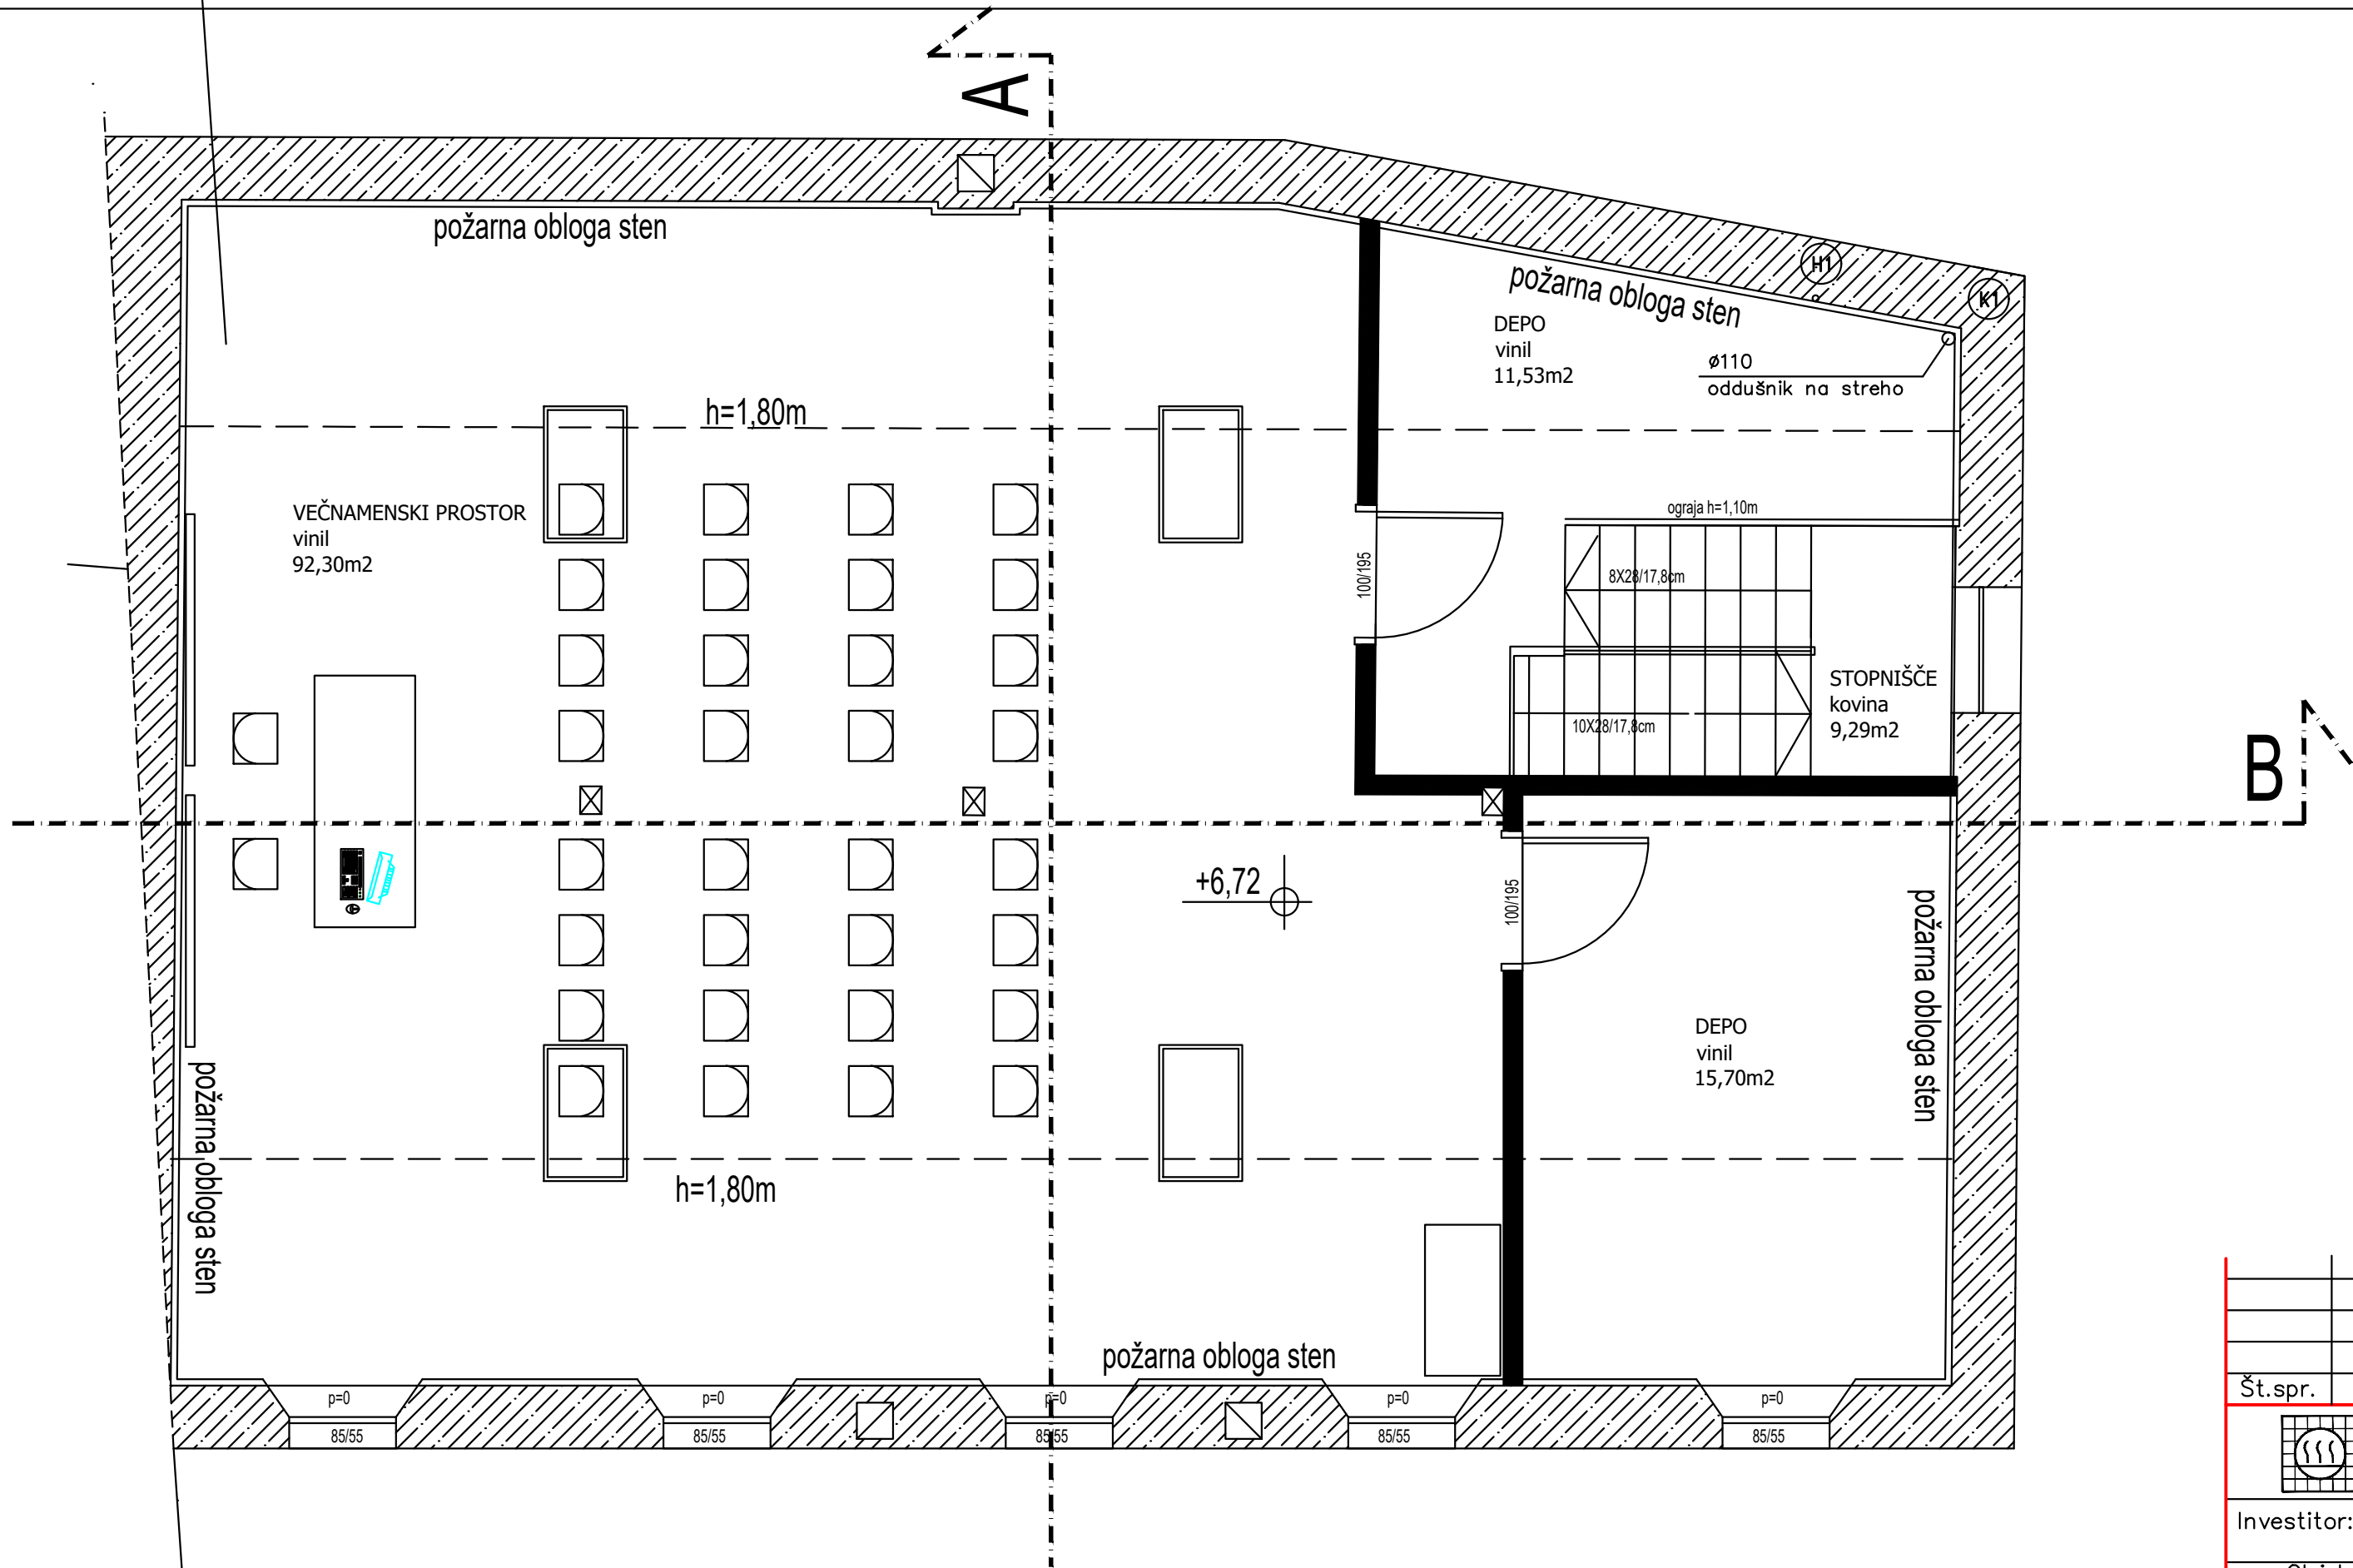 A
požarna obloga sten
H1
K1
požarna obloga sten
DEPO
vinil
11,53m2
ø110
oddušnik na streho
h=1,80m
VEČNAMENSKI PROSTOR
vinil
92,30m2
ograja h=1,10m
100/195
8X28/17,8cm
STOPNIŠČE
kovina
9,29m2
10X28/17,8cm
B
+6,72
100/195
požarna obloga sten
DEPO
vinil
15,70m2
požarna obloga sten
h=1,80m
požarna obloga sten
p=0
p=0
p=0
p=0
p=0
85/55
85/55
85/55
85/55
85/55
Št.spr.
Investitor: